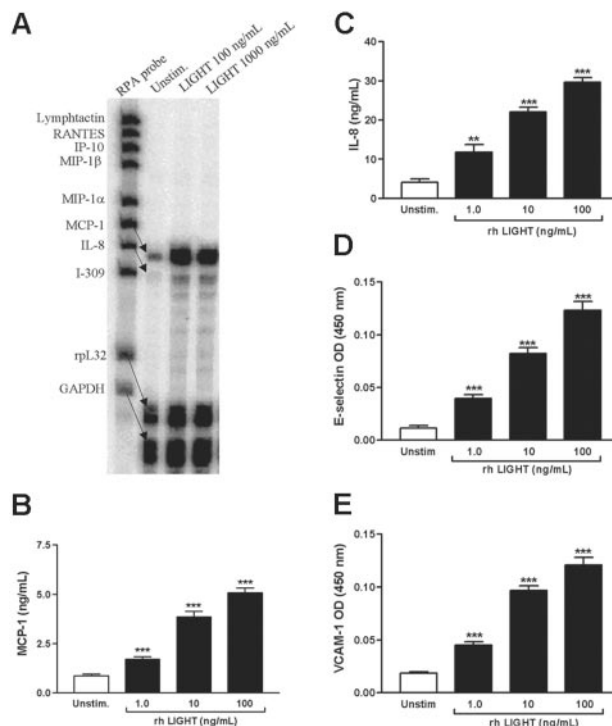 A
RPA probe
Unstim.
LIGHT 100 ng/mL
LIGHT 1000 ng/mL
Lymphtactin
RANTES
IP-10
MIP-1β
MIP-1α
MCP-1
IL-8
I-309
rpL32
GAPDH
B
MCP-1 (ng/mL)
7.5
5.0
2.5
0.0
***
***
***
Unstim.
1.0
10
100
rh LIGHT (ng/mL)
C
IL-8
(ng/mL)
40
30
20
10
0
**
***
***
Unstim.
1.0
10
100
rh LIGHT (ng/mL)
D
E-selectin OD (450 nm)
0.15
0.10
0.05
0.00
***
***
***
Unstim
1.0
10
100
rh LIGHT (ng/mL)
E
VCAM-1 OD (450 nm)
0.15
0.10
0.05
0.00
***
***
***
Unstim
1.0
10
100
rh LIGHT (ng/mL)